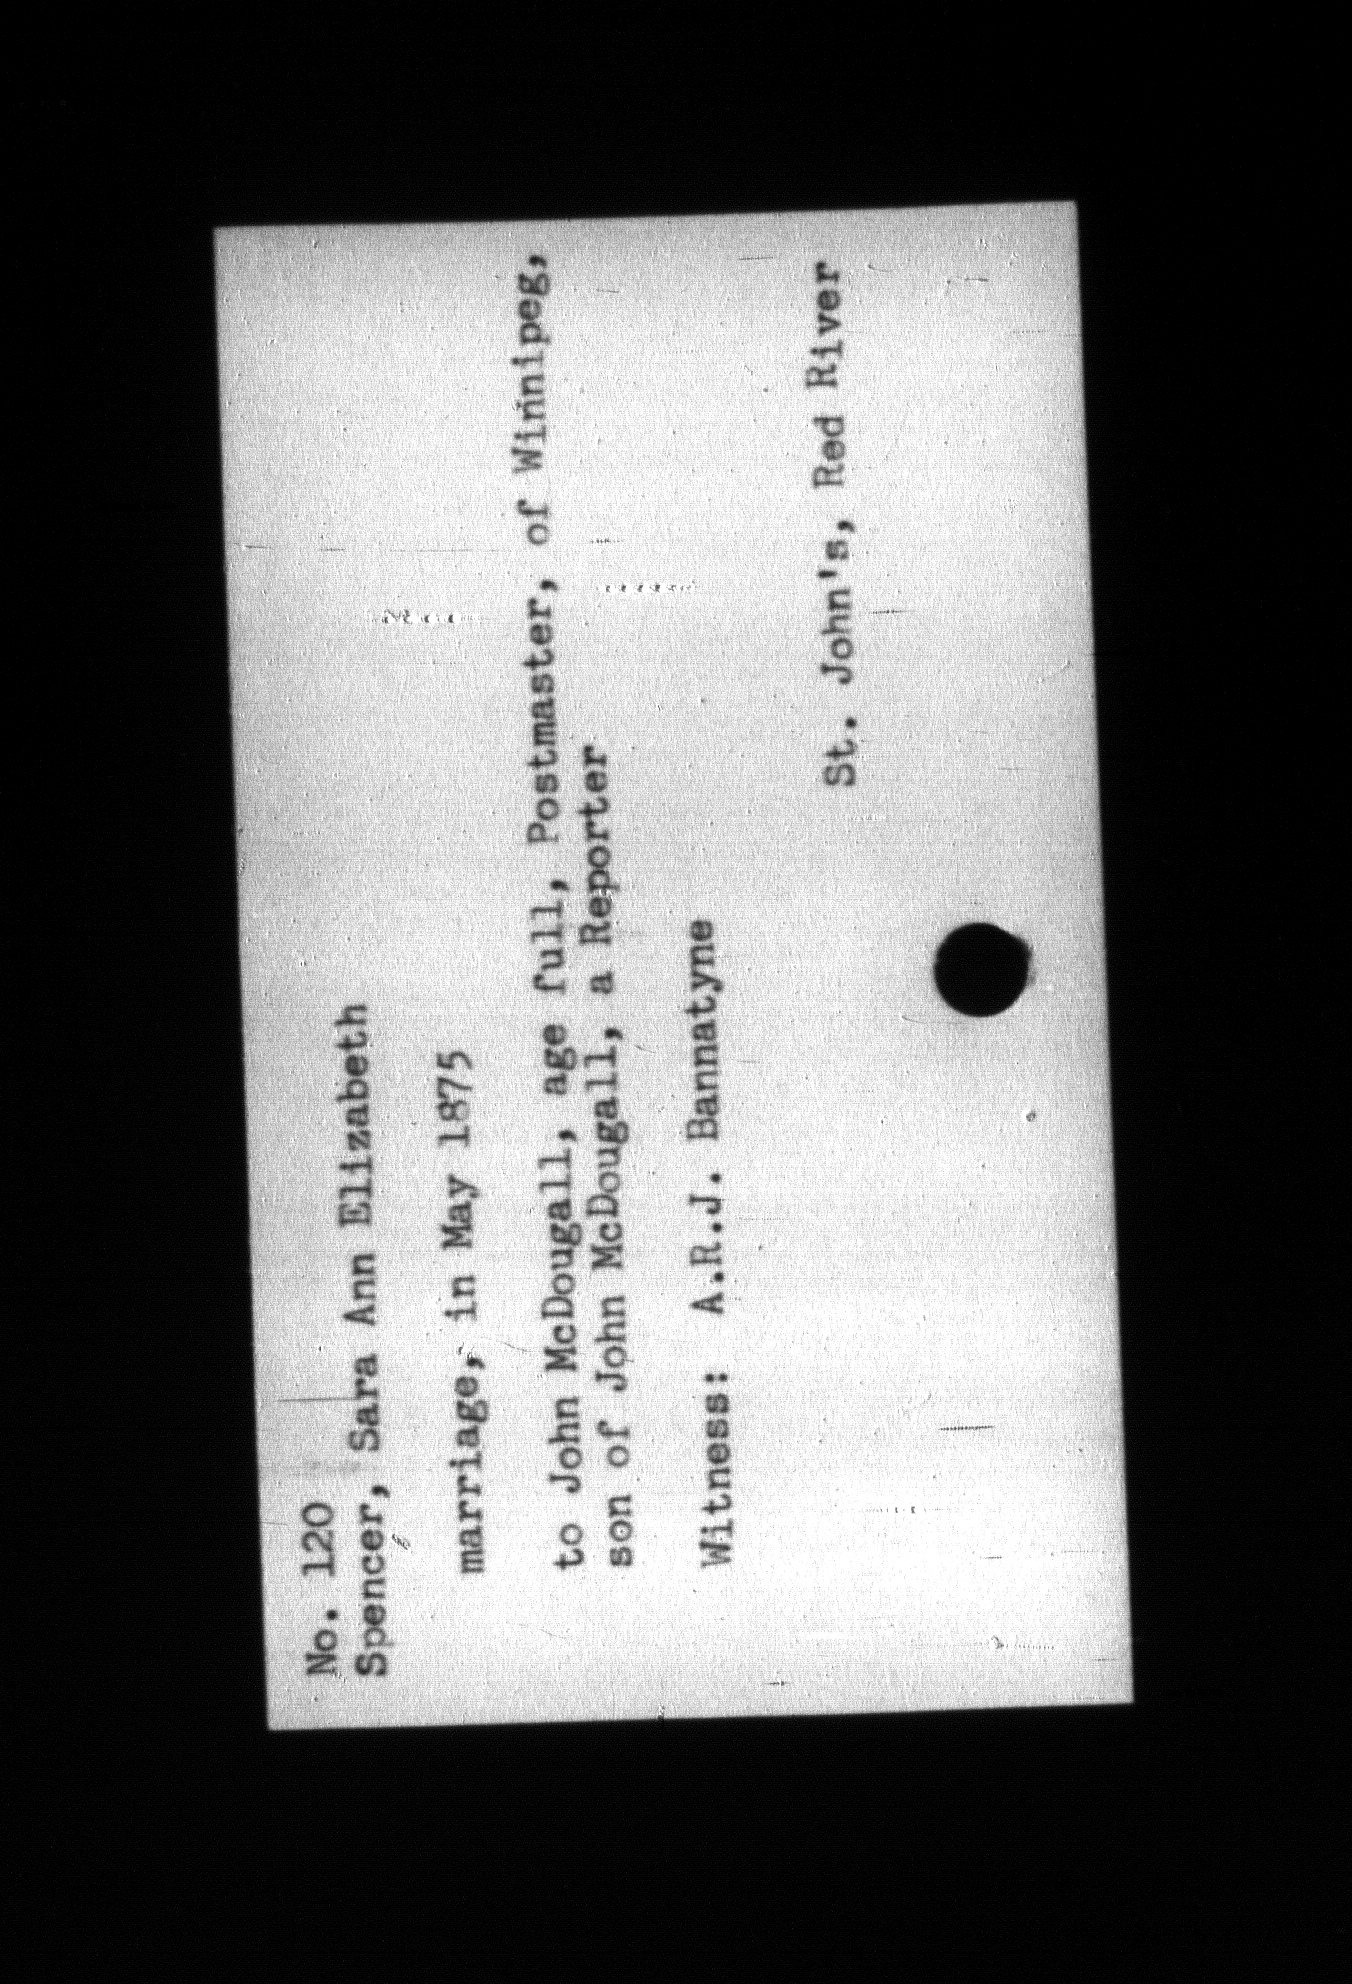 No. 120
Spencer, Sara Ann Elizabeth
marriage, in May 1875
to John McDougall, age full, Postmaster, of Winnipeg,
son of John McDougall, a Reporter
Witness: A.R.J. Bannatyne
St. John's, Red River